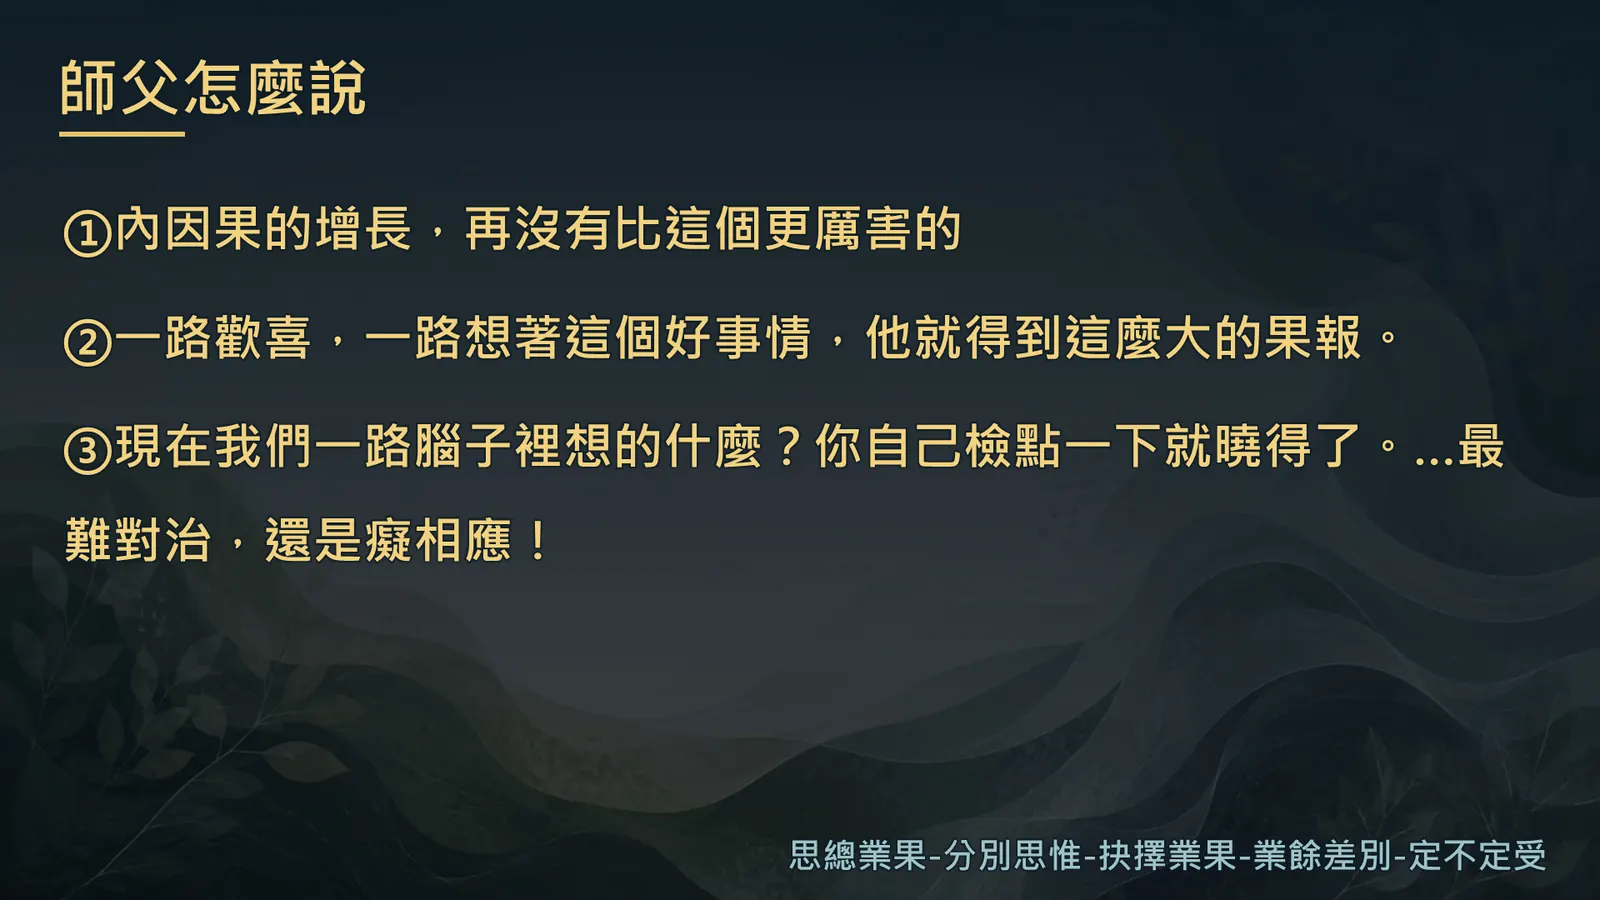 師父怎麼說
①內因果的增長，再沒有比這個更厲害的
②一路歡喜，一路想著這個好事情，他就得到這麼大的果報。
③現在我們一路腦子裡想的什麼？你自己檢點一下就曉得了。…最
難對治，還是癡相應！
思總業果-分別思惟-抉擇業果-業餘差別-定不定受